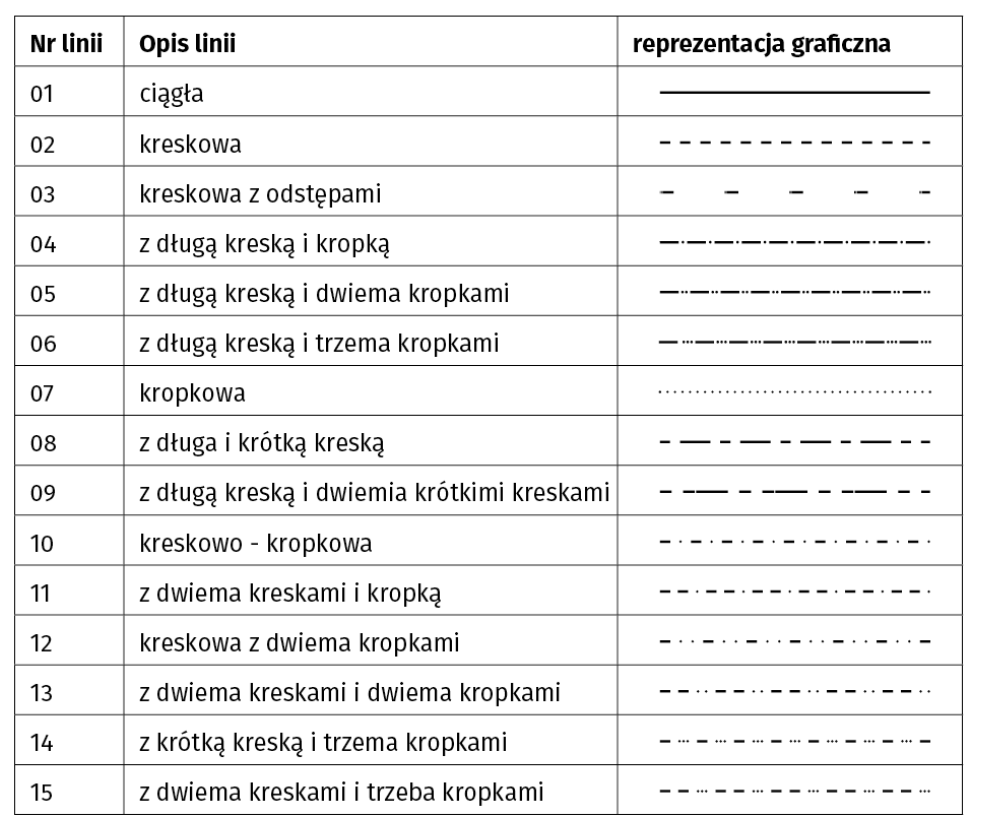 Nr linii Opis linii reprezentacja graficzna
01 ciągła
02 kreskowa
03 kreskowa z odstępami
04 z długą kreską i kropką
05 z długą kreską i dwiema kropkami
06 z długą kreską i trzema kropkami
07 kropkowa
08 z długa i krótką kreską
09 z długą kreską i dwiemia krótkimi kreskami
10 kreskowo - kropkowa
11 z dwiema kreskami i kropką
12 kreskowa z dwiema kropkami
13 z dwiema kreskami i dwiema kropkami
14 z krótką kreską i trzema kropkami
15 z dwiema kreskami i trzeba kropkami